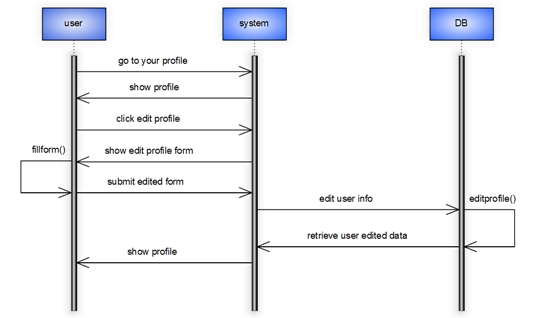 user
system
DB
go to your profile
show profile
click edit profile
fillform()
show edit profile form
submit edited form
edit user info
editprofile()
retrieve user edited data
show profile